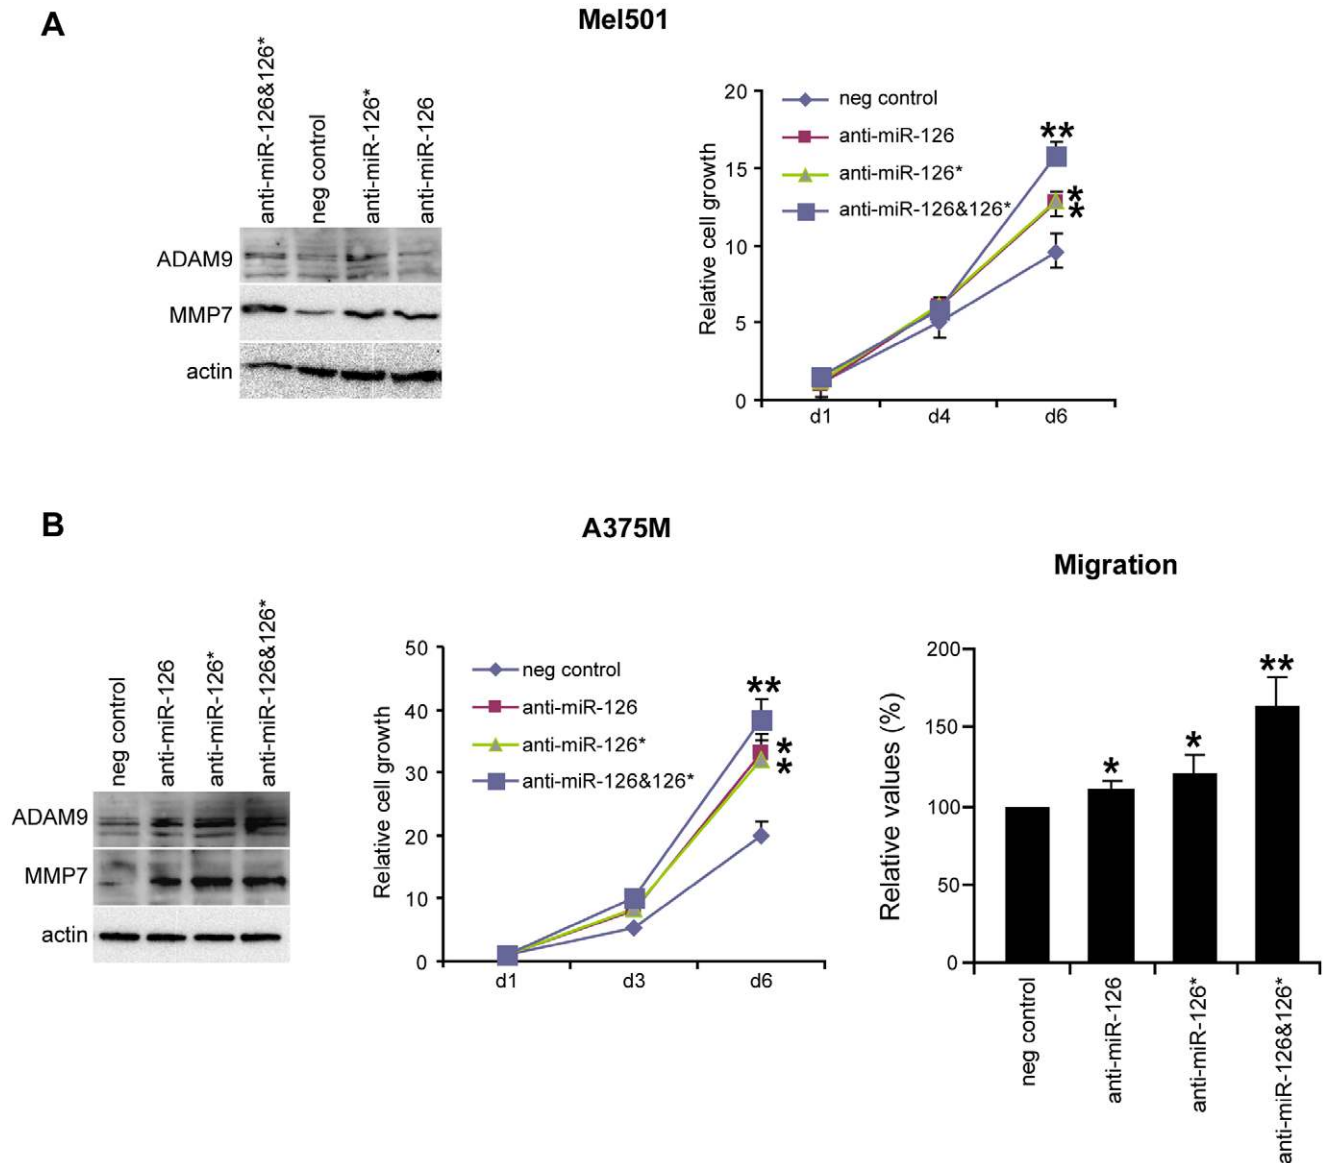 A
Mel501
anti-miR-126&126*
neg control
anti-miR-126*
anti-miR-126
ADAM9
MMP7
actin
Relative cell growth
20
15
10
5
0
neg control
anti-miR-126
anti-miR-126*
anti-miR-126&126*
**
*
*
d1 d4 d6
B
A375M
neg control
anti-miR-126
anti-miR-126*
anti-miR-126&126*
ADAM9
MMP7
actin
Relative cell growth
50
40
30
20
10
0
neg control
anti-miR-126
anti-miR-126*
anti-miR-126&126*
**
*
*
d1 d3 d6
Migration
Relative values (%)
200
150
100
50
0
*
*
**
neg control
anti-miR-126
anti-miR-126*
anti-miR-126&126*